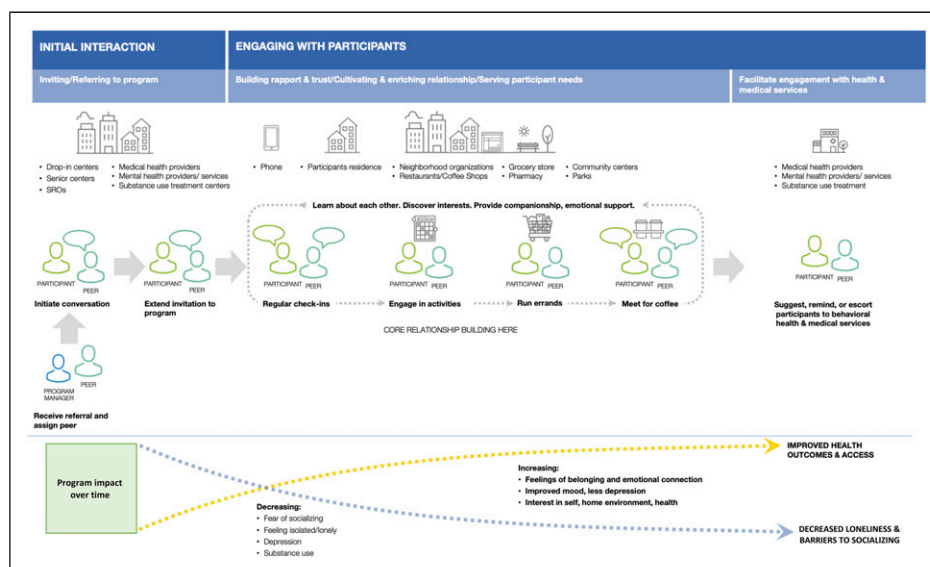 INITIAL INTERACTION
ENGAGING WITH PARTICIPANTS
Inviting/Referring to program
Building rapport & trust/Cultivating & enriching relationship/Serving participant needs
Facilitate engagement with health &
medical services
• Drop-in centers
• Senior centers
• SROs
• Medical health providers
• Mental health providers/ services
• Substance use treatment centers
• Phone
• Participants residence
• Neighborhood organizations
• Restaurants/Coffee Shops
• Grocery store
• Pharmacy
• Community centers
• Parks
• Medical health providers
• Mental health providers/ services
• Substance use treatment
Learn about each other. Discover interests. Provide companionship, emotional support.
PARTICIPANT
PEER
Initiate conversation
PARTICIPANT
PEER
Extend invitation to
program
PARTICIPANT
PEER
Regular check-ins
PARTICIPANT
PEER
Engage in activities
PARTICIPANT
PEER
Run errands
PARTICIPANT
PEER
Meet for coffee
PARTICIPANT
PEER
Suggest, remind, or escort
participants to behavioral
health & medical services
CORE RELATIONSHIP BUILDING HERE
PROGRAM
MANAGER
PEER
Receive referral and
assign peer
Program impact
over time
Decreasing:
• Fear of socializing
• Feeling isolated/lonely
• Depression
• Substance use
Increasing:
• Feelings of belonging and emotional connection
• Improved mood, less depression
• Interest in self, home environment, health
IMPROVED HEALTH
OUTCOMES & ACCESS
DECREASED LONELINESS &
BARRIERS TO SOCIALIZING